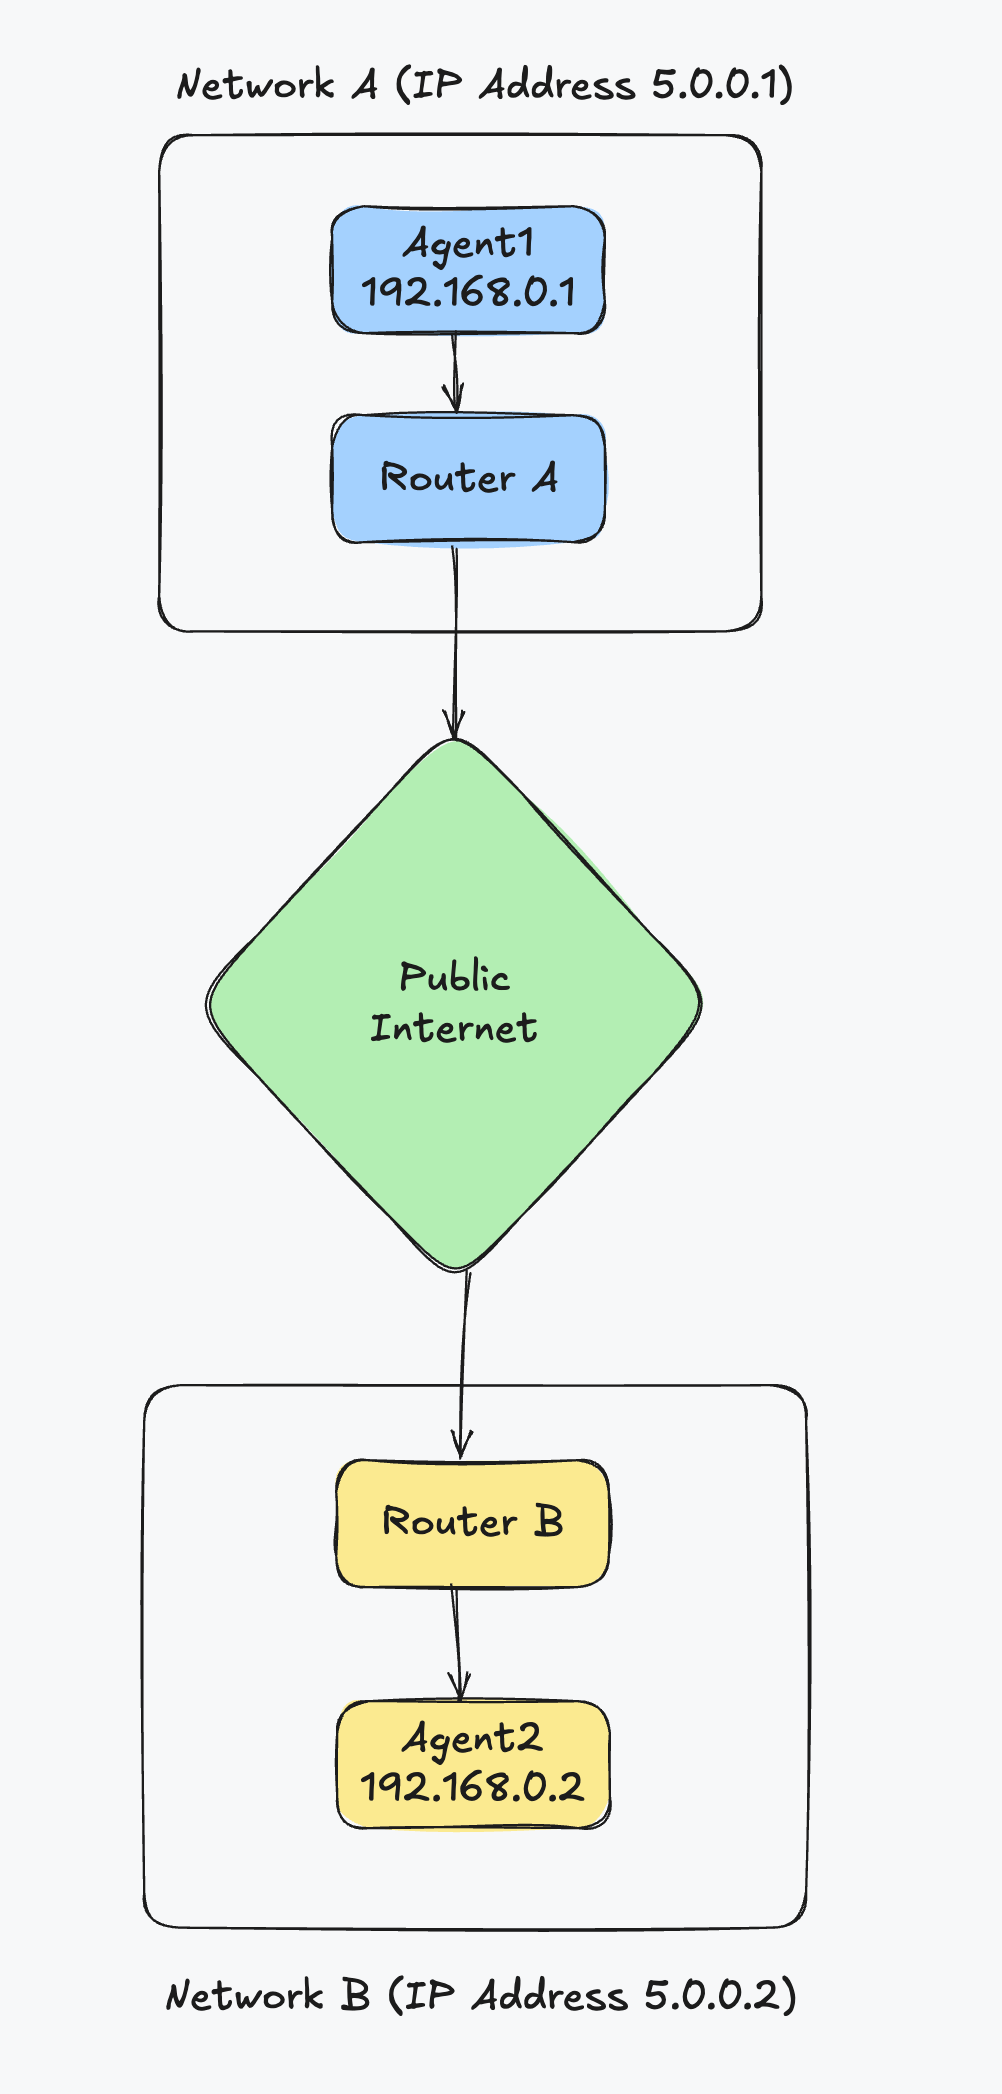 Network A (IP Address 5.0.0.1)
Agent1
192.168.0.1
Router A
Public
Internet
Router B
Agent2
192.168.0.2
Network B (IP Address 5.0.0.2)